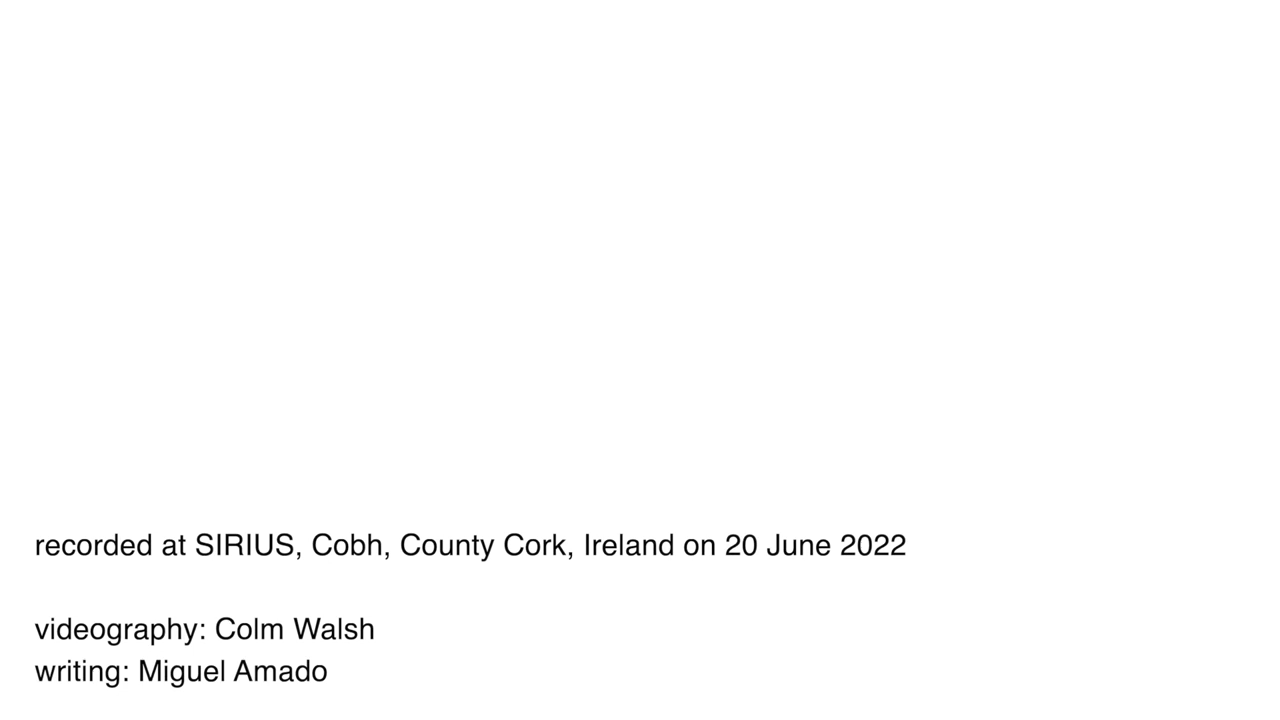 recorded at SIRIUS, Cobh, County Cork, Ireland on 20 June 2022
videography: Colm Walsh
writing: Miguel Amado